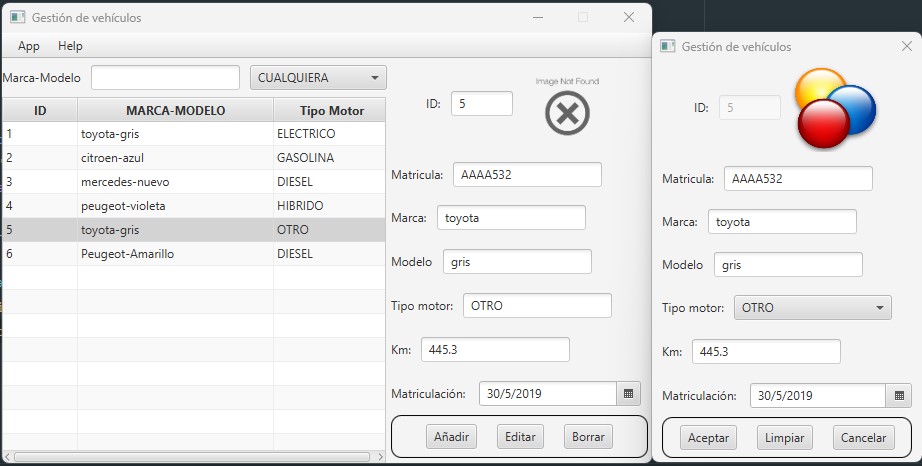 Gestión de vehículos
App Help
Marca-Modelo CUALQUIERA
ID MARCA-MODELO Tipo Motor
1 toyota-gris ELECTRICO
2 citroen-azul GASOLINA
3 mercedes-nuevo DIESEL
4 peugeot-violeta HIBRIDO
5 toyota-gris OTRO
6 Peugeot-Amarillo DIESEL
Image Not Found
ID: 5
Matricula: AAAA532
Marca: toyota
Modelo gris
Tipo motor: OTRO
Km: 445.3
Matriculación: 30/5/2019
Añadir Editar Borrar
Gestión de vehículos
ID: 5
Matricula: AAAA532
Marca: toyota
Modelo gris
Tipo motor: OTRO
Km: 445.3
Matriculación: 30/5/2019
Aceptar Limpiar Cancelar